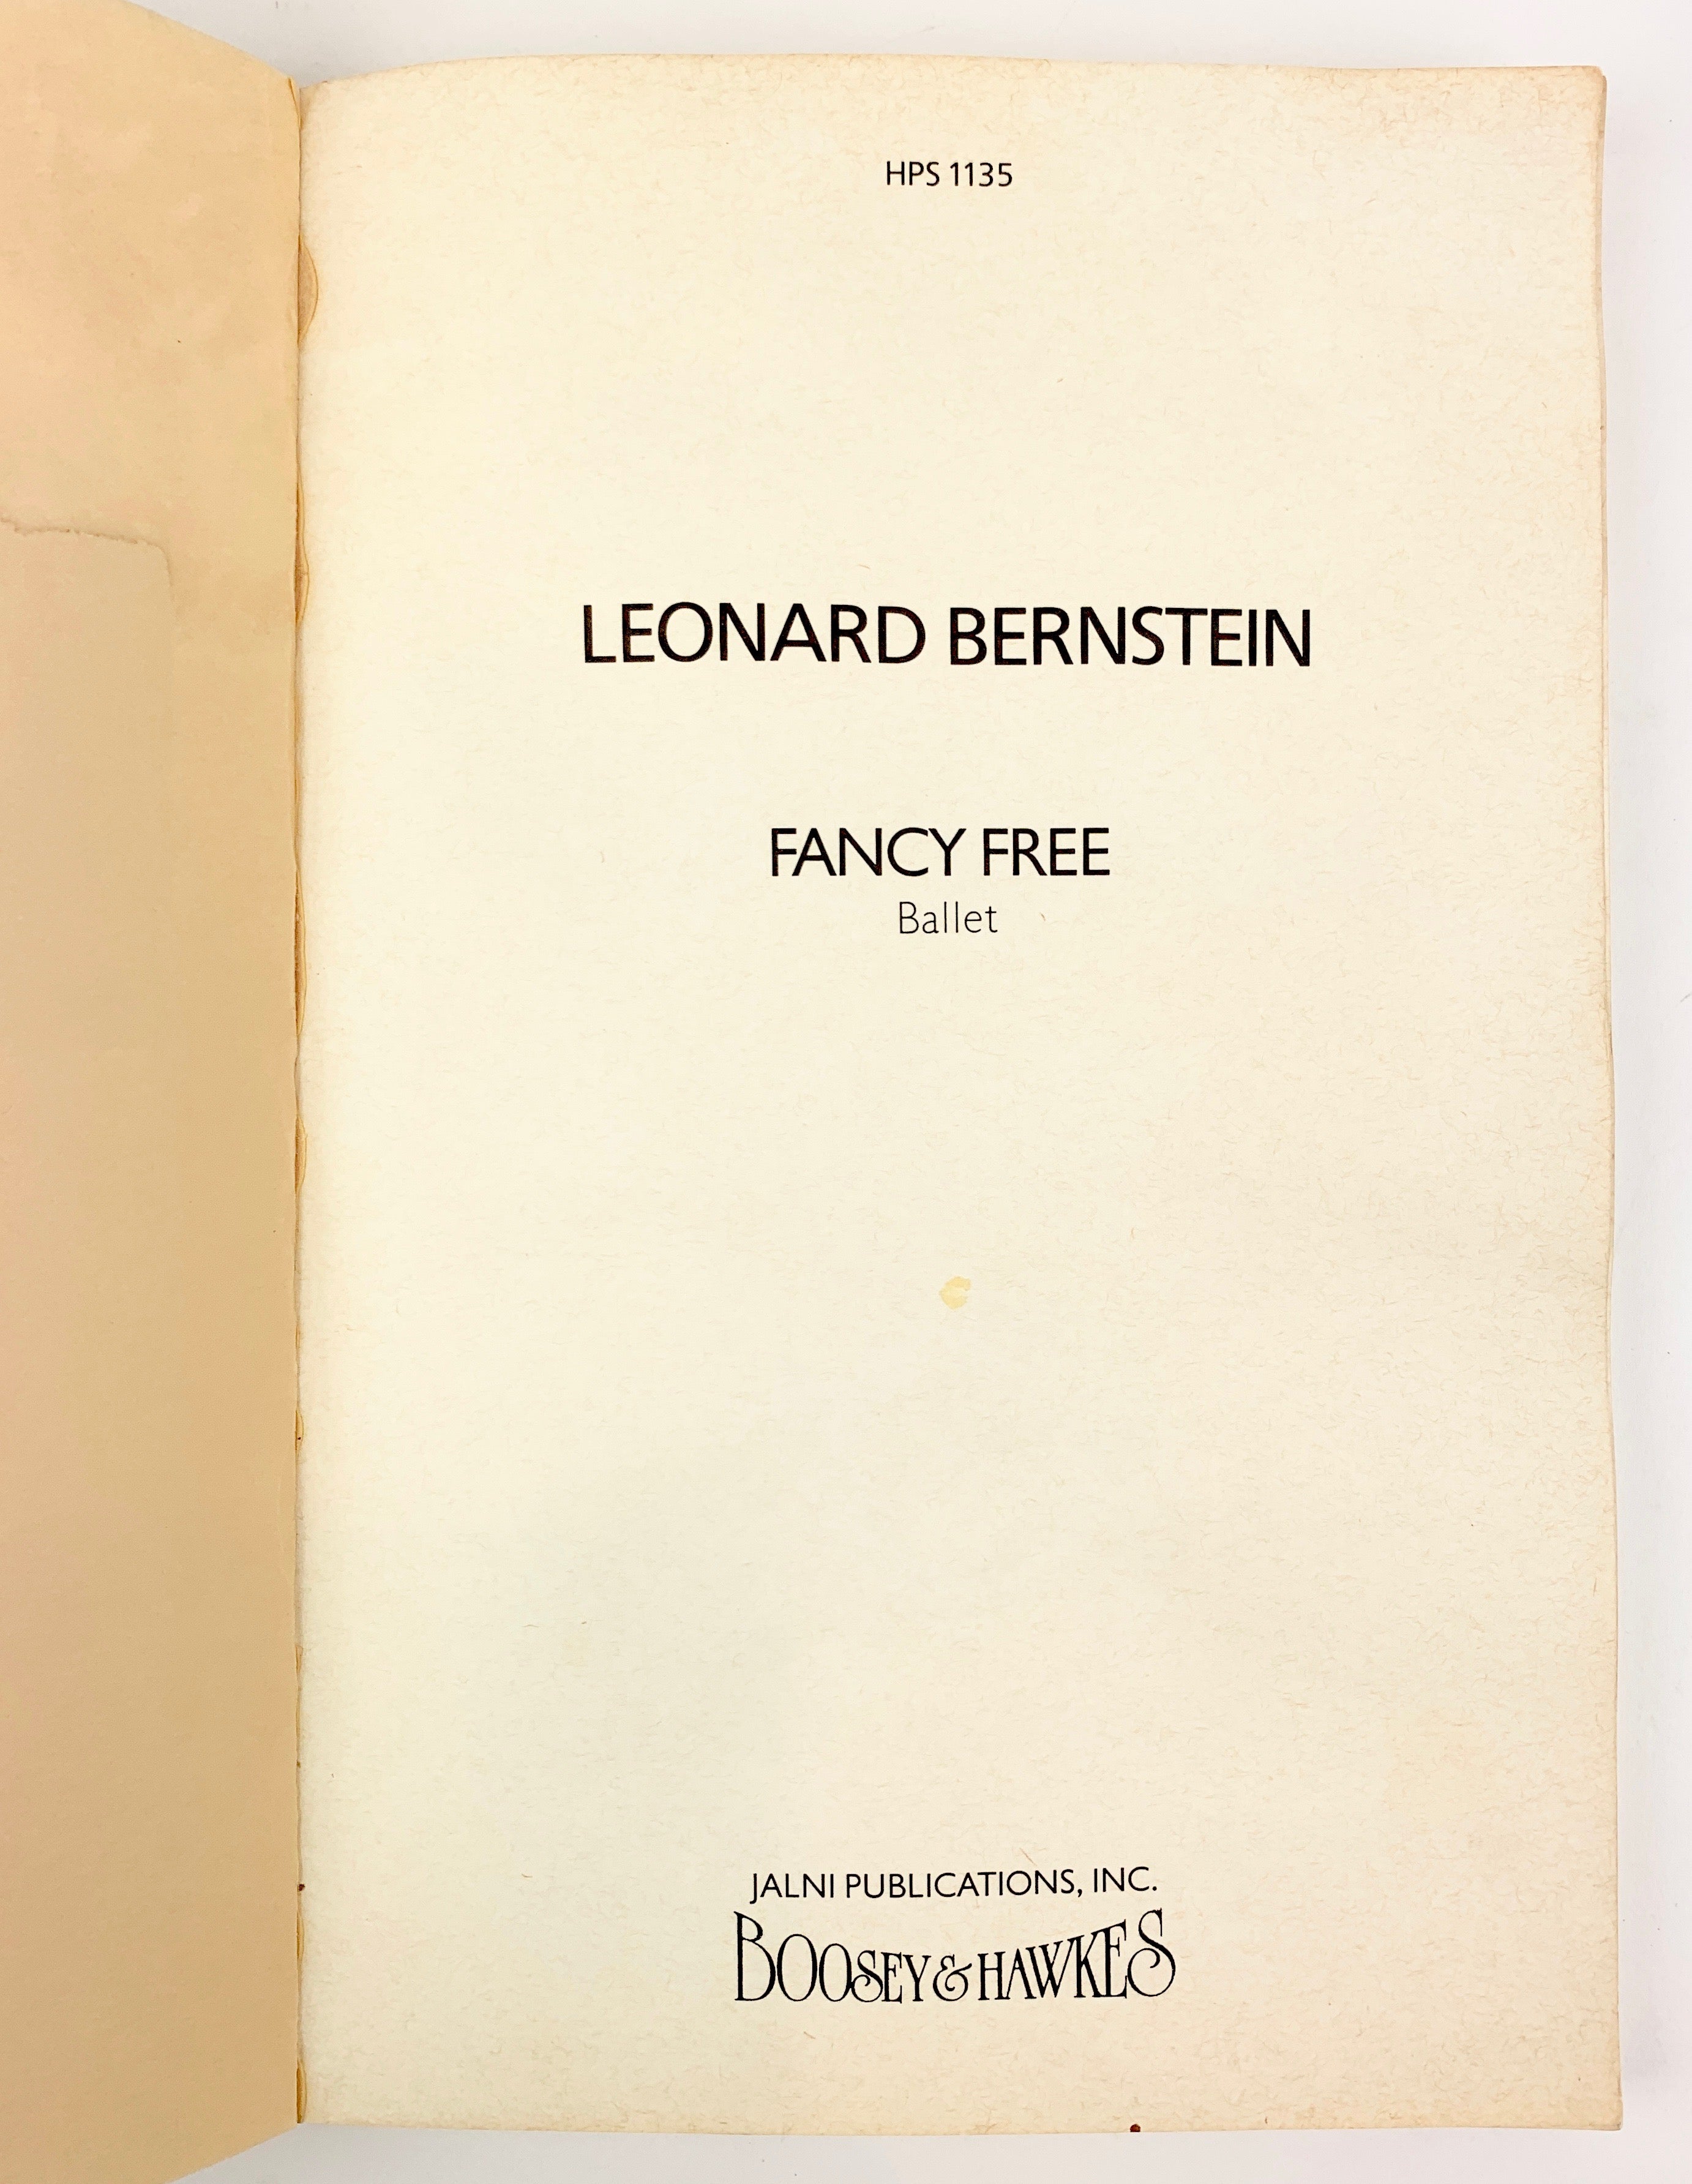 HPS 1135
LEONARD BERNSTEIN
FANCY FREE
Ballet
JALNI PUBLICATIONS, INC.
BOOSEY & HAWKES